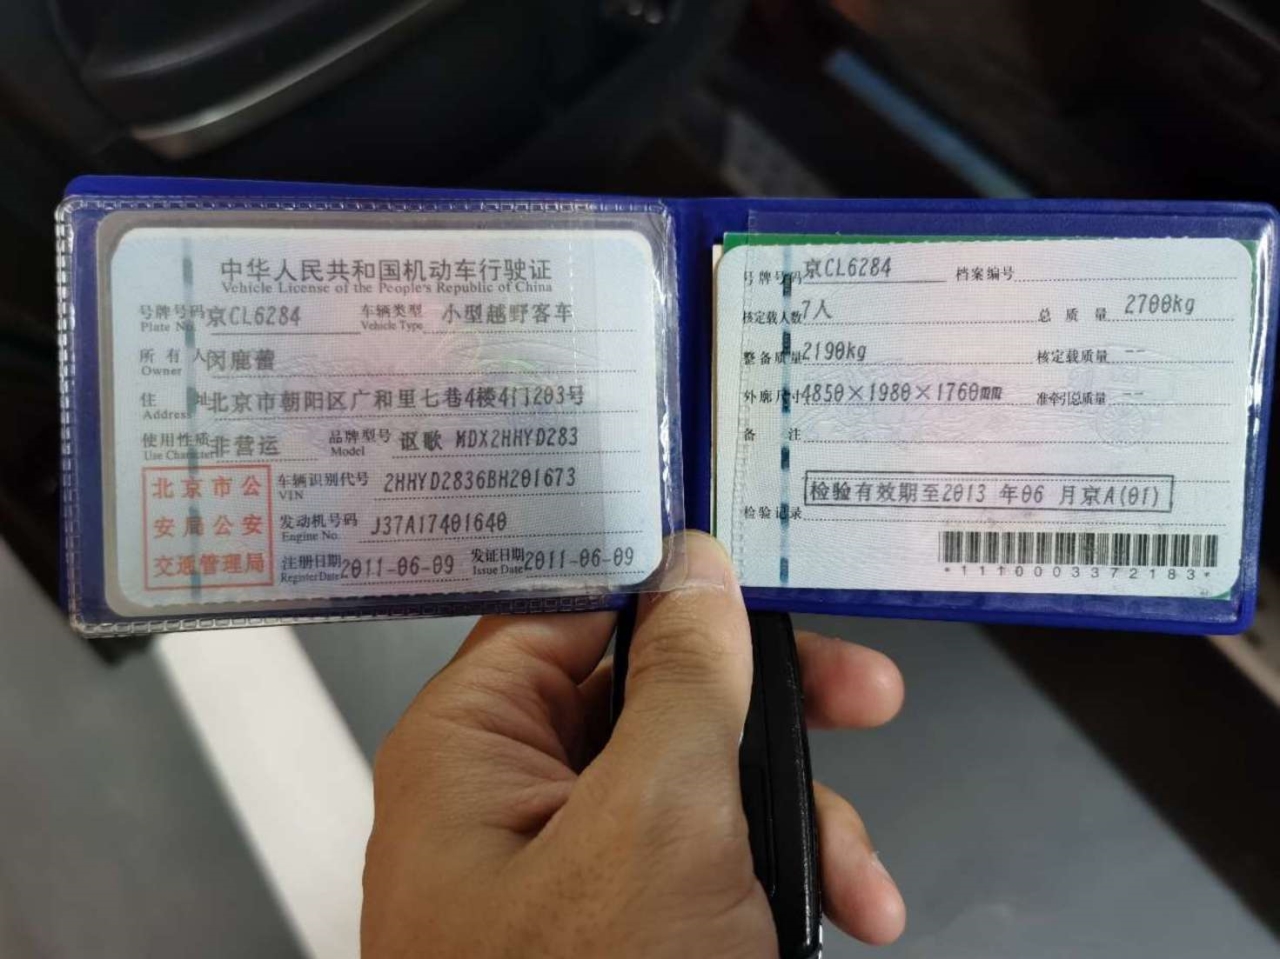 中华人民共和国机动车行驶证
Vehicle License of the People's Republic of China
号牌号码 京CL6284 车辆类型 小型越野客车
Plate No. Vehicle Type
所有人 闵鹿蕾
Owner
住址 北京市朝阳区广和里七巷4楼4门203号
Address
使用性质 非营运 品牌型号 讴歌 MDX2HHYD283
Use Character Model
北京市公
安局公安
交通管理局
车辆识别代号 2HHYD2836BH201673
VIN
发动机号码 J37A17401640
Engine No.
注册日期 2011-06-09 发证日期 2011-06-09
Register Date Issue Date
号牌号码 京CL6284 档案编号
核定载人数 7人 总质量 2700kg
整备质量 2190kg 核定载质量 --
外廓尺寸 4850×1980×1760mm 准牵引总质量 --
备注
检验有效期至2013 年06 月京A(01)
检验记录
*1110003372183*